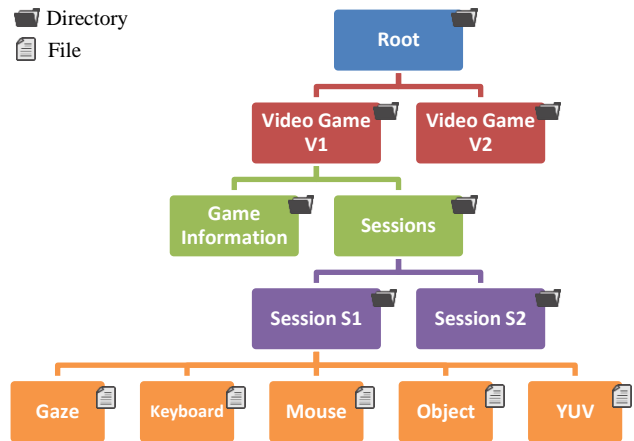 Directory
File
Root
Video Game
V1
Video Game
V2
Game
Information
Sessions
Session S1
Session S2
Gaze
Keyboard
Mouse
Object
YUV